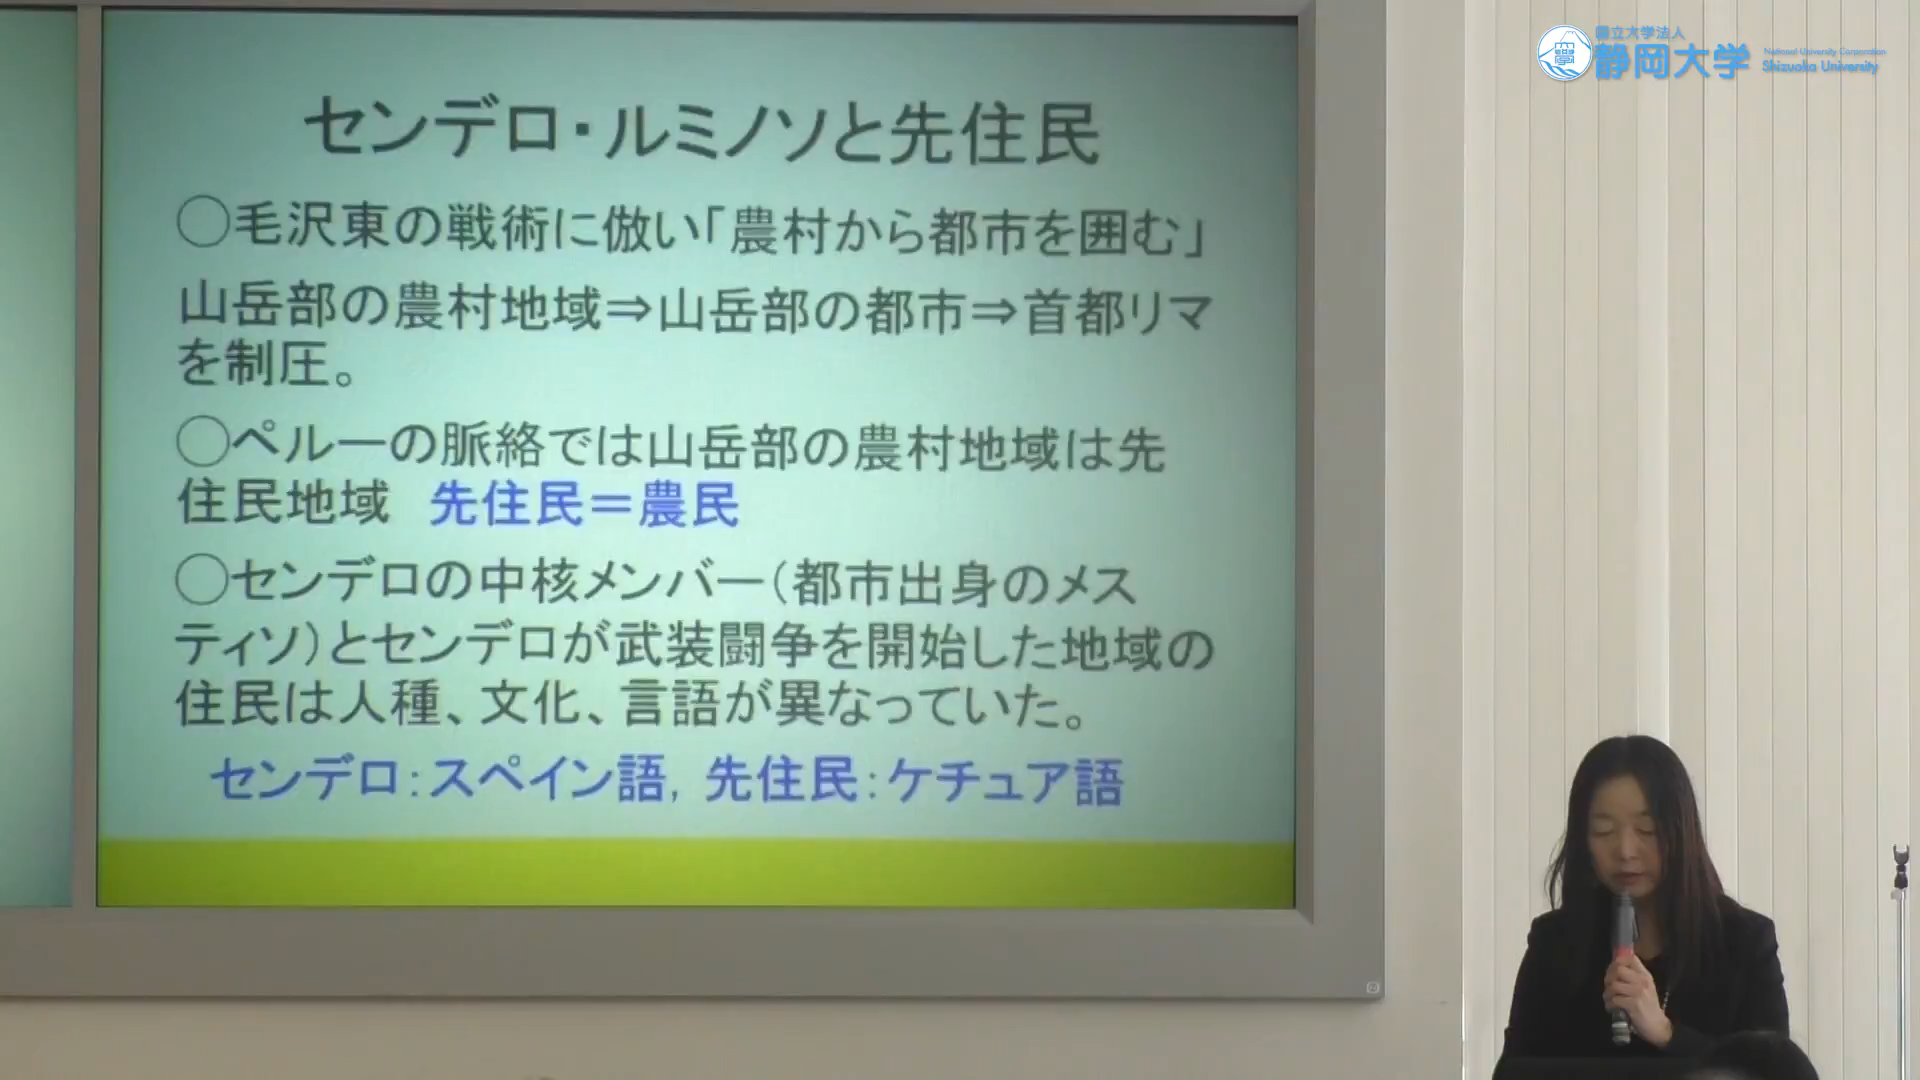 国立大学法人
静岡大学
National University Corporation
Shizuoka University
センデロ・ルミノソと先住民
◯毛沢東の戦術に倣い「農村から都市を囲む」
山岳部の農村地域⇒山岳部の都市⇒首都リマ
を制圧。
◯ペルーの脈絡では山岳部の農村地域は先
住民地域　先住民＝農民
◯センデロの中核メンバー（都市出身のメス
ティソ）とセンデロが武装闘争を開始した地域の
住民は人種、文化、言語が異なっていた。
センデロ：スペイン語，先住民：ケチュア語